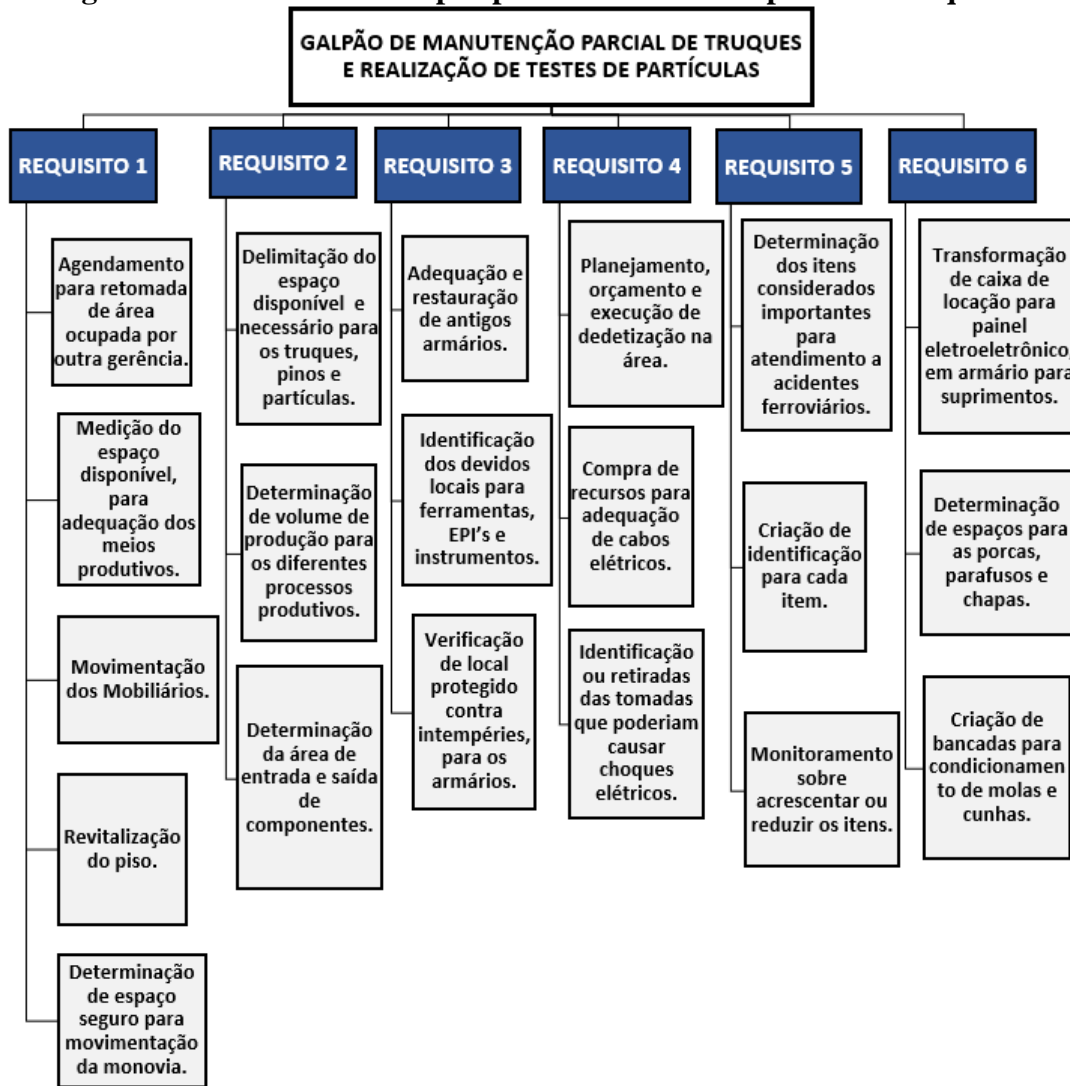 GALPÃO DE MANUTENÇÃO PARCIAL DE TRUQUES
E REALIZAÇÃO DE TESTES DE PARTÍCULAS
REQUISITO 1
Agendamento
para retomada
de área
ocupada por
outra gerência.
Medição do
espaço
disponível,
para
adequação dos
meios
produtivos.
Movimentação
dos Mobiliários.
Revitalização
do piso.
Determinação
de espaço
seguro para
movimentação
da monovia.
REQUISITO 2
Delimitação do
espaço
disponível e
necessário para
os truques,
pinos e
partículas.
Determinação
de volume de
produção para
os diferentes
processos
produtivos.
Determinação
da área de
entrada e saída
de
componentes.
REQUISITO 3
Adequação e
restauração
de antigos
armários.
Identificação
dos devidos
locais para
ferramentas,
EPI’s e
instrumentos.
Verificação
de local
protegido
contra
intempéries,
para os
armários.
REQUISITO 4
Planejamento,
orçamento e
execução de
dedetização na
área.
Compra de
recursos para
adequação
de cabos
elétricos.
Identificação
ou retiradas
das tomadas
que poderiam
causar
choques
elétricos.
REQUISITO 5
Determinação
dos itens
considerados
importantes
para
atendimento a
acidentes
ferroviários.
Criação de
identificação
para cada
item.
Monitoramento
sobre
acrescentar ou
reduzir os itens.
REQUISITO 6
Transformação
de caixa de
locação para
painel
eletroeletrônico,
em armário para
suprimentos.
Determinação
de espaços para
as porcas,
parafusos e
chapas.
Criação de
bancadas para
condicionamen
to de molas e
cunhas.